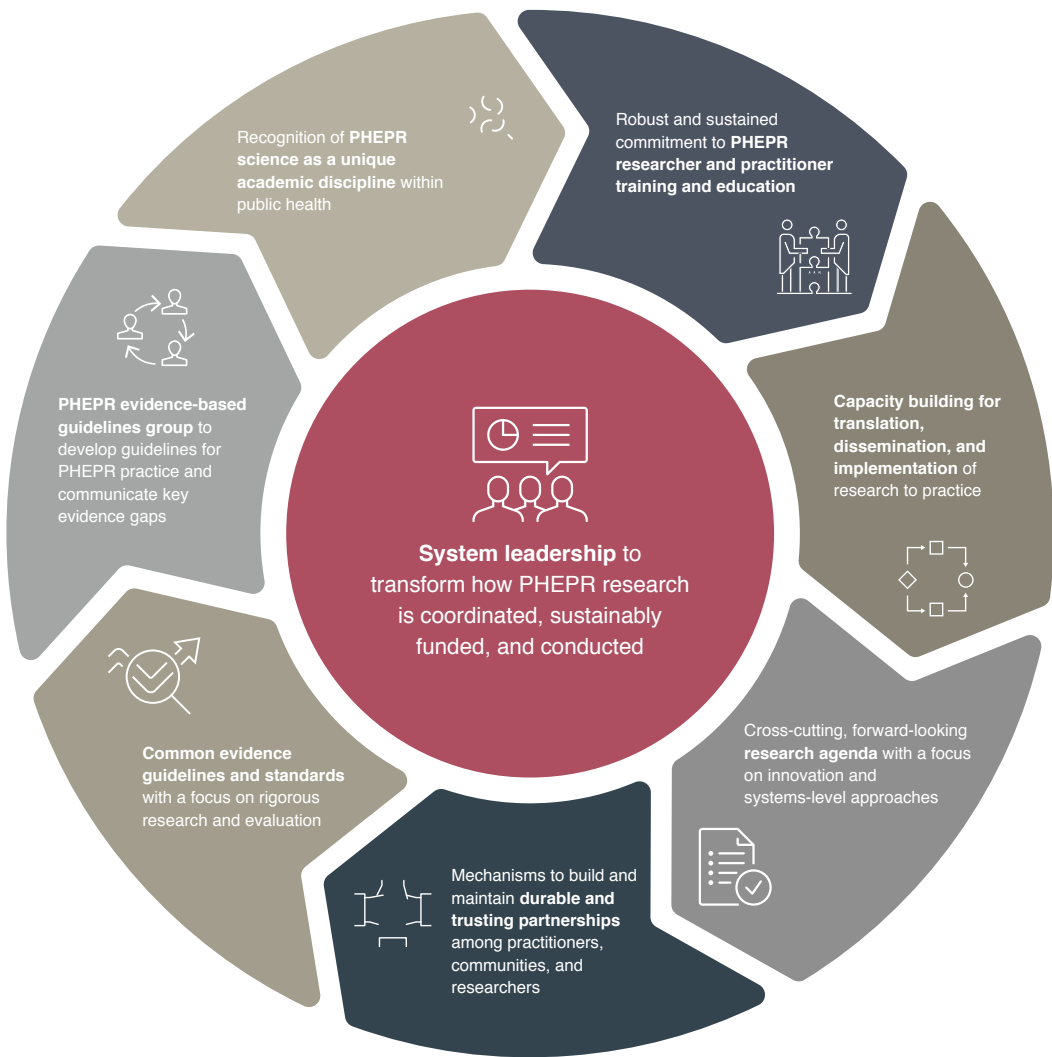 Recognition of PHEPR
science as a unique
academic discipline within
public health
Robust and sustained
commitment to PHEPR
researcher and practitioner
training and education
Capacity building for
translation,
dissemination, and
implementation of
research to practice
Cross-cutting, forward-looking
research agenda with a focus
on innovation and
systems-level approaches
Mechanisms to build and
maintain durable and
trusting partnerships
among practitioners,
communities, and
researchers
Common evidence
guidelines and standards
with a focus on rigorous
research and evaluation
PHEPR evidence-based
guidelines group to
develop guidelines for
PHEPR practice and
communicate key
evidence gaps
System leadership to
transform how PHEPR research
is coordinated, sustainably
funded, and conducted